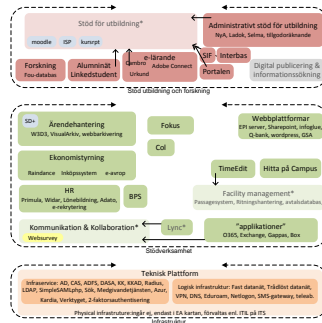 Stöd för utbildning*
moodle ISP kursrpt
Administrativt stöd för utbildning
NyA, Ladok, Selma, tillgodoräknande
Forskning
Fou-databas
Alumninät
Linkedstudent
e-lärande
Cambro Adobe Connect
Urkund
SIF Interbas
Portalen
Digital publicering &
informationssökning
Stöd utbildning och forskning
SD+
Ärendehantering
W3D3, VisualArkiv, webbarkivering
Fokus
Webbplattformar
EPI server, Sharepoint, infoglue,
Q-bank, wordpress, GSA
Col
Ekonomistyrning
Raindance Inköpssystem e-avrop
TimeEdit
Hitta på Campus
HR
Primula, Widar, Lönebildning, Adato,
e-rekrytering
BPS
Facility management*
Passagesystem, Ritningshantering, avtalsdatabas,
Kommunikation & Kollaboration*
Websurvey
Lync*
"applikationer"
O365, Exchange, Gappas, Box
Stödverksamhet
Teknisk Plattform
Infraservice: AD, CAS, ADFS, DASA, KK, KKAD, Radius,
LDAP, SimpleSAMLphp, Sök, Medgivandetjänsten, Azur,
Kardia, Verktyget, 2-faktorsauthentisering
Logisk infrastruktur: Fast datanät, Trådlöst datanät,
VPN, DNS, Eduroam, Netlogon, SMS-gateway, telesb.
Physical Infrastructure:ingår ej, endast i EA kartan, förvaltas enl. ITIL på ITS
Infrastruktur